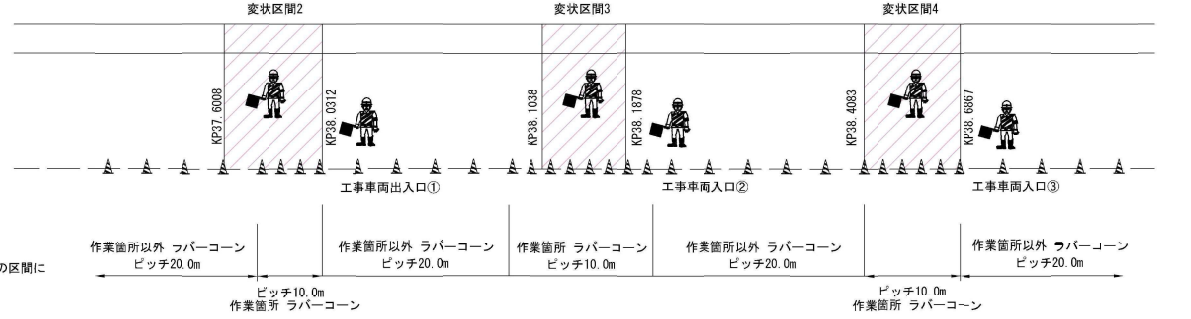 変状区間2
変状区間3
変状区間4
KP37.6008
KP38.0312
KP38.1038
KP38.1878
KP38.4083
KP38.6867
工事車両出入口①
工事車両入口②
工事車両入口③
の区間に
作業箇所以外 ラバーコーン
ピッチ20.0m
ピッチ10.0m
作業箇所 ラバーコーン
作業箇所以外 ラバーコーン
ピッチ20.0m
作業箇所 ラバーコーン
ピッチ10.0m
作業箇所以外 ラバーコーン
ピッチ20.0m
ピッチ10.0m
作業箇所 ラバーコーン
作業箇所以外 ラバーコーン
ピッチ20.0m